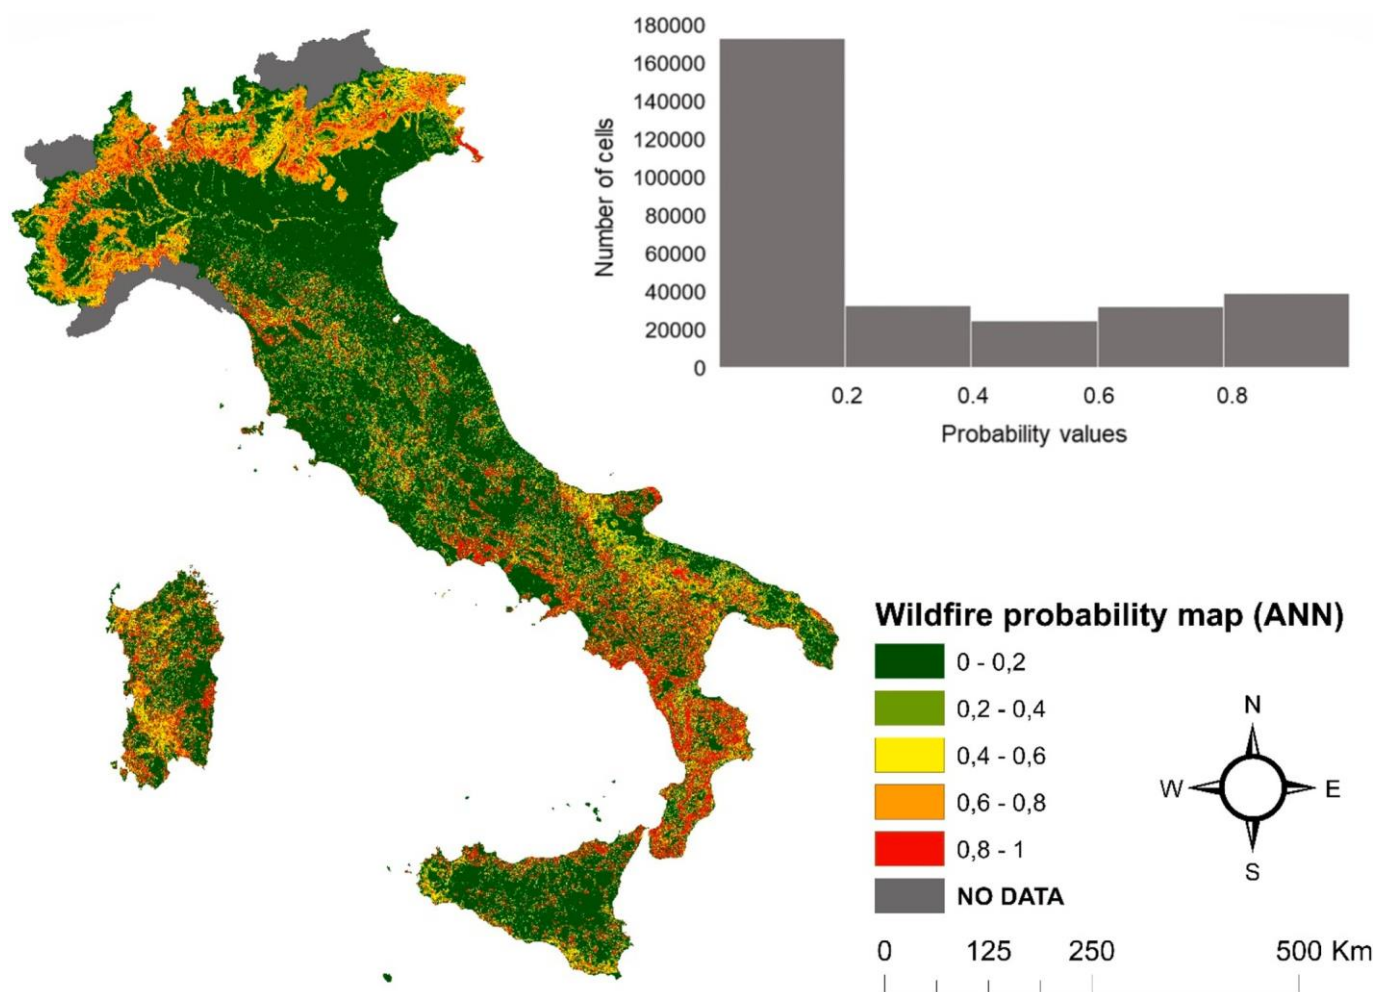 180000
160000
140000
120000
100000
80000
60000
40000
20000
0
Number of cells
0.2 0.4 0.6 0.8
Probability values
Wildfire probability map (ANN)
0 - 0,2
0,2 - 0,4
0,4 - 0,6
0,6 - 0,8
0,8 - 1
NO DATA
N
W E
S
0 125 250 500 Km